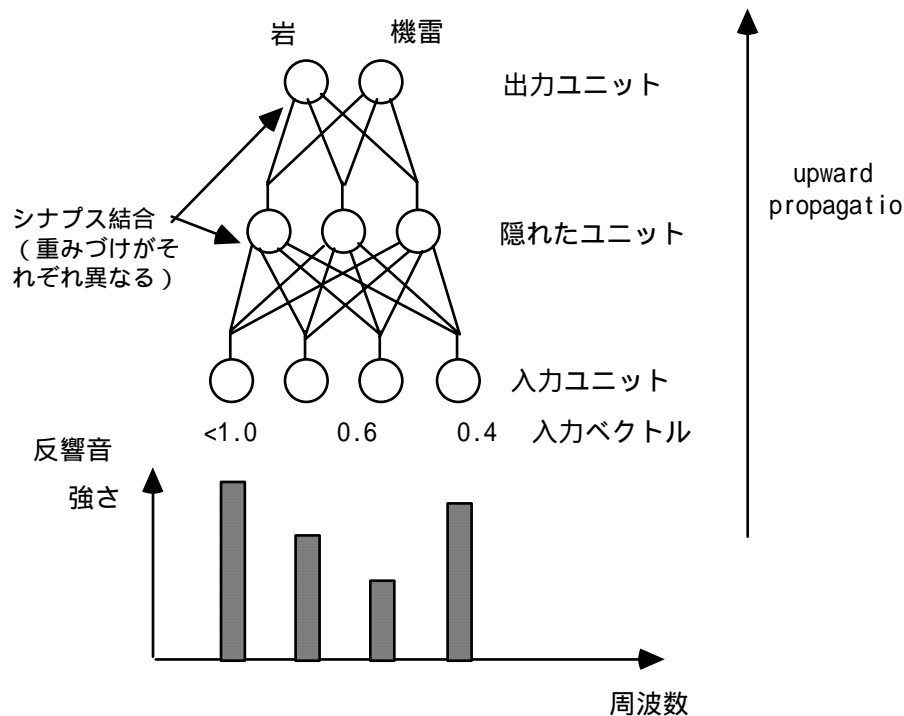 岩 機雷
出力ユニット
upward
propagatio
シナプス結合
(重みづけがそ
れぞれ異なる)
隠れたユニット
入力ユニット
<1.0 0.6 0.4 入力ベクトル
反響音
強さ
周波数